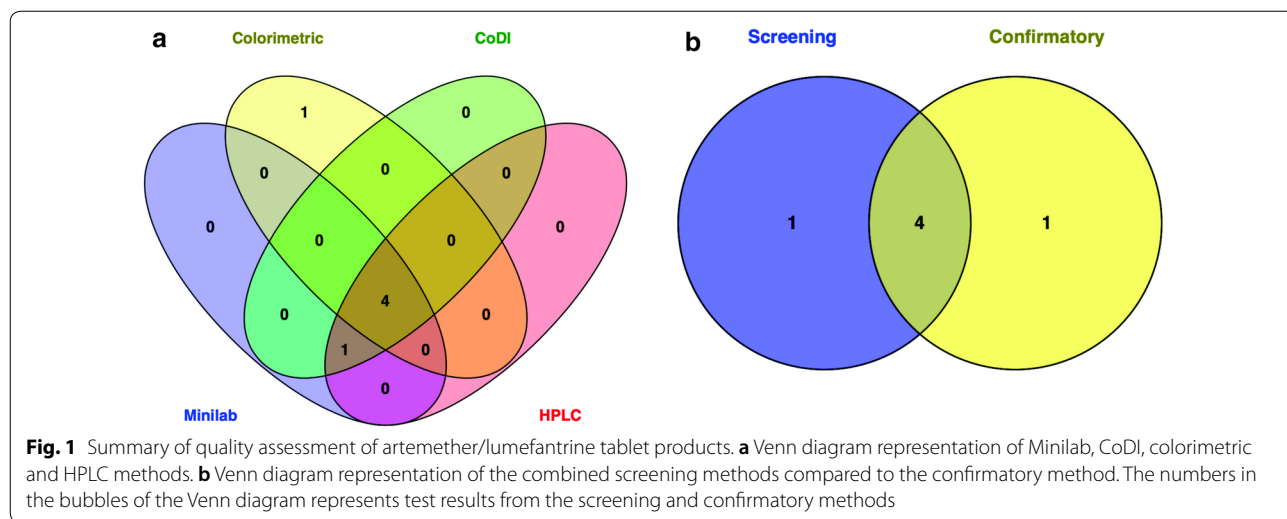 a
b
Colorimetric
CoDI
Screening
Confirmatory
1
0
0
0
0
0
0
0
0
0
4
0
0
1
0
0
1
4
1
Minilab
HPLC
Fig. 1 Summary of quality assessment of artemether/lumefantrine tablet products. a Venn diagram representation of Minilab, CoDI, colorimetric
and HPLC methods. b Venn diagram representation of the combined screening methods compared to the confirmatory method. The numbers in
the bubbles of the Venn diagram represents test results from the screening and confirmatory methods